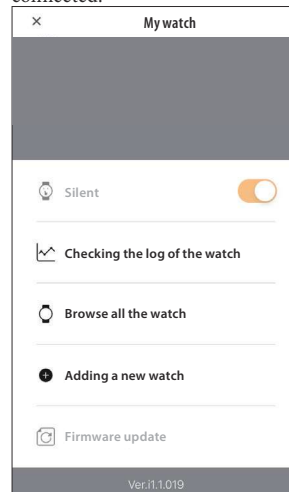 connected.
× My watch
Silent
Checking the log of the watch
Browse all the watch
Adding a new watch
Firmware update
Ver.i1.1.019